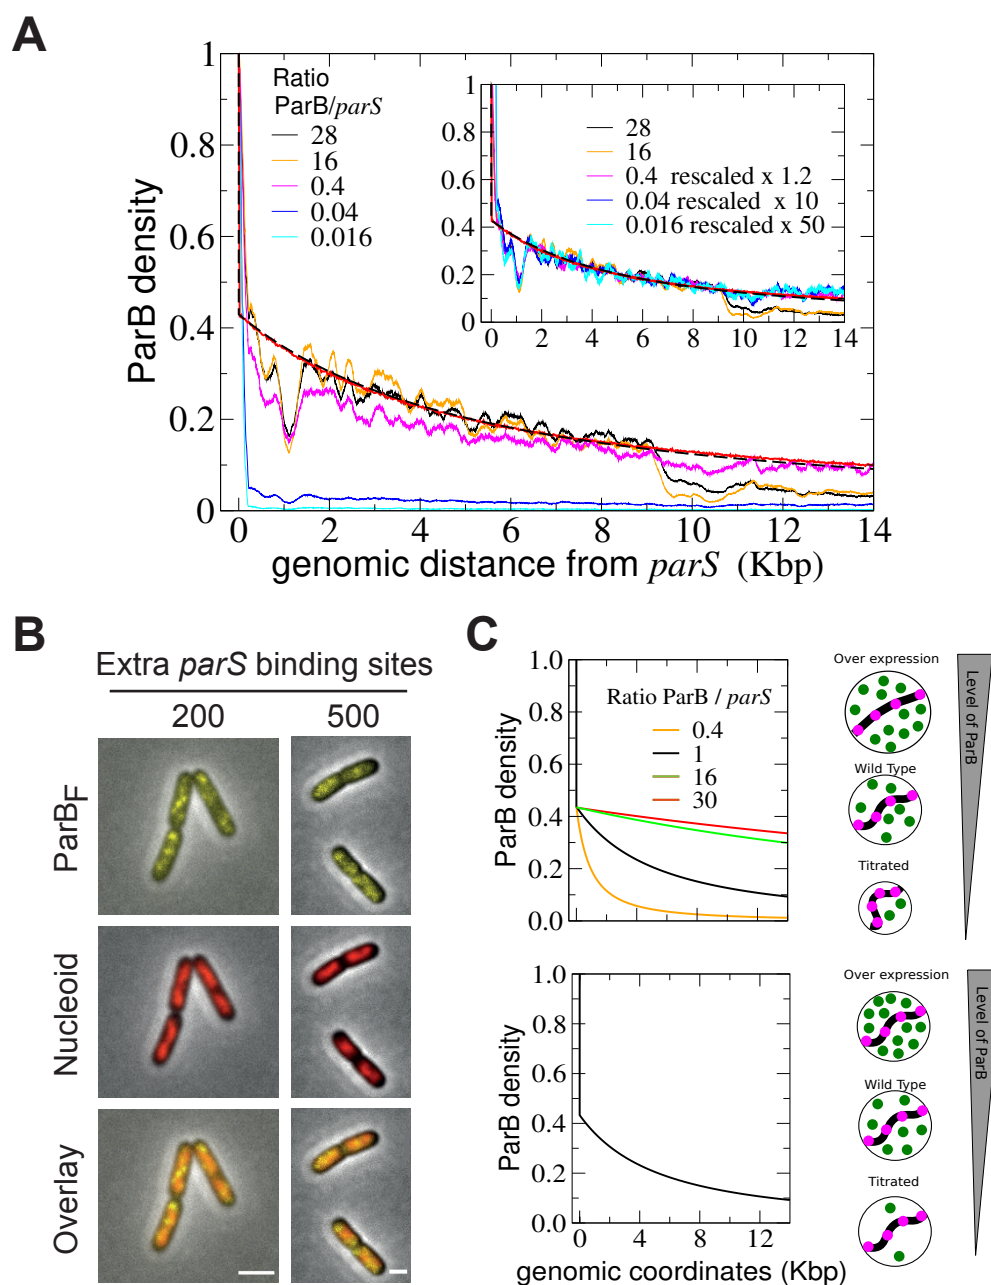 A
Ratio
ParB/parS
28
16
0.4
0.04
0.016
1
0.8
0.6
0.4
0.2
0
ParB density
0 2 4 6 8 10 12 14
genomic distance from parS (Kbp)
28
16
0.4 rescaled x 1.2
0.04 rescaled x 10
0.016 rescaled x 50
1
0.8
0.6
0.4
0.2
0
0 2 4 6 8 10 12 14
B
Extra parS binding sites
200 500
ParBF
Nucleoid
Overlay
C
1.0
0.8
0.6
0.4
0.2
0.0
ParB density
Ratio ParB / parS
0.4
1
16
30
0 4 8 12
Over expression
Wild Type
Titrated
Level of ParB
1.0
0.8
0.6
0.4
0.2
0.0
ParB density
0 4 8 12
genomic coordinates (Kbp)
Over expression
Wild Type
Titrated
Level of ParB